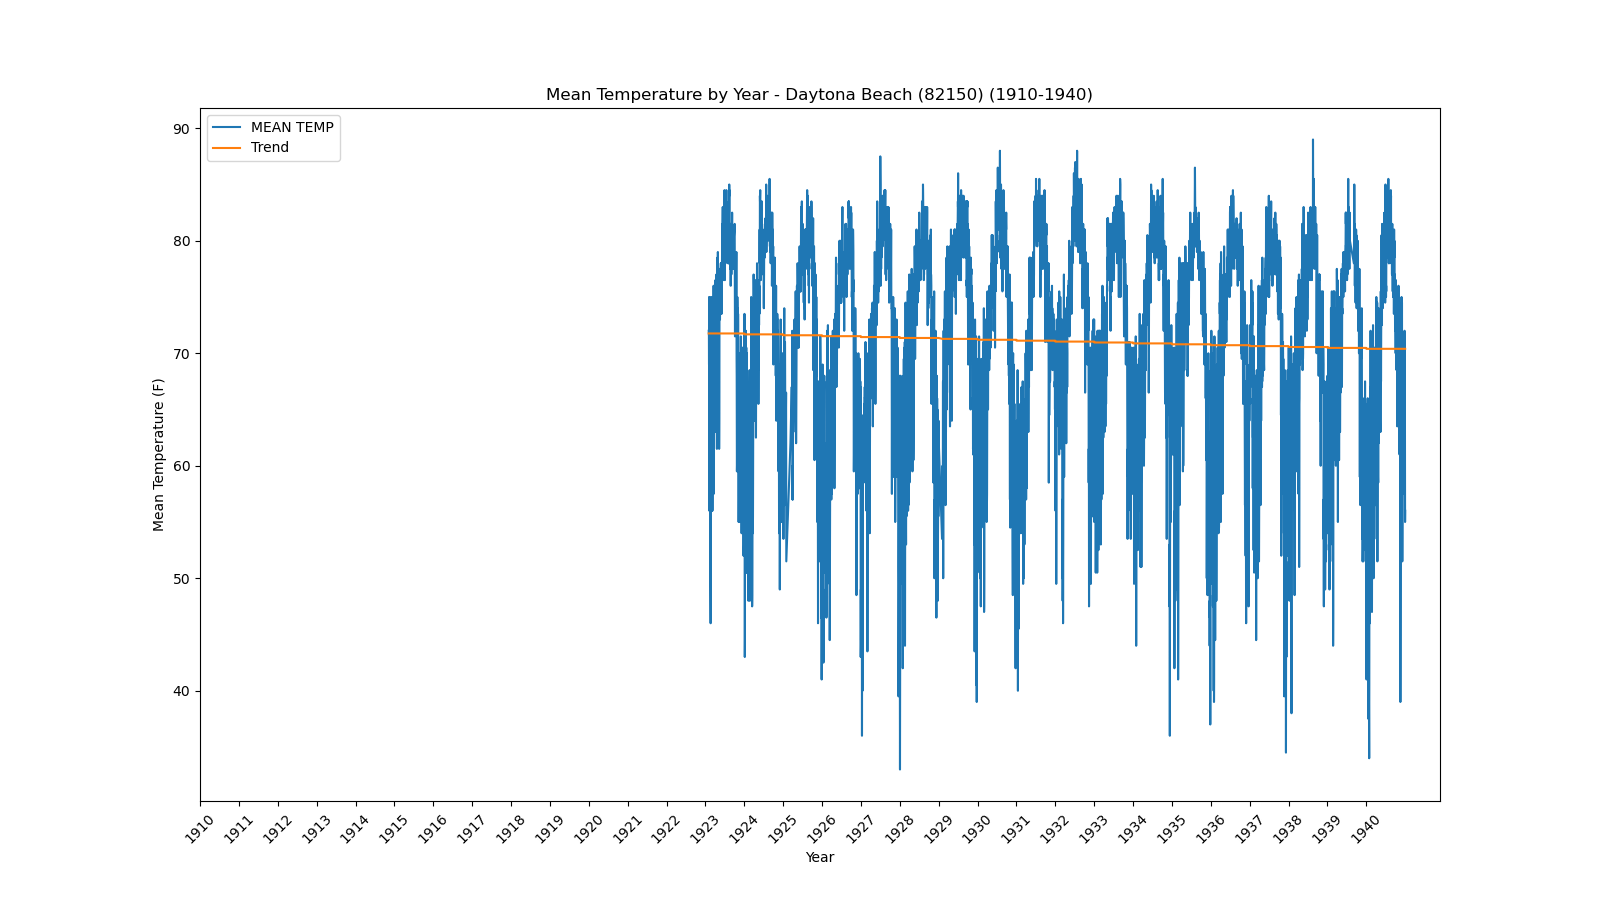 Mean Temperature by Year - Daytona Beach (82150) (1910-1940)
MEAN TEMP
Trend
90
80
70
60
50
40
Mean Temperature (F)
1910 1911 1912 1913 1914 1915 1916 1917 1918 1919 1920 1921 1922 1923 1924 1925 1926 1927 1928 1929 1930 1931 1932 1933 1934 1935 1936 1937 1938 1939 1940
Year